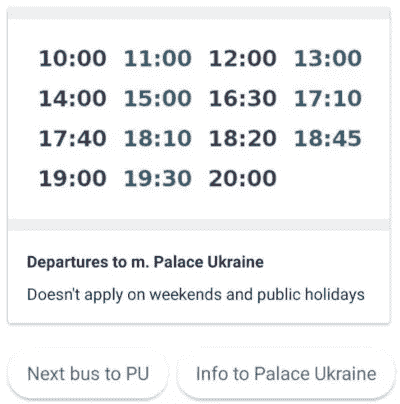 10:00 11:00 12:00 13:00
14:00 15:00 16:30 17:10
17:40 18:10 18:20 18:45
19:00 19:30 20:00
Departures to m. Palace Ukraine
Doesn't apply on weekends and public holidays
Next bus to PU Info to Palace Ukraine